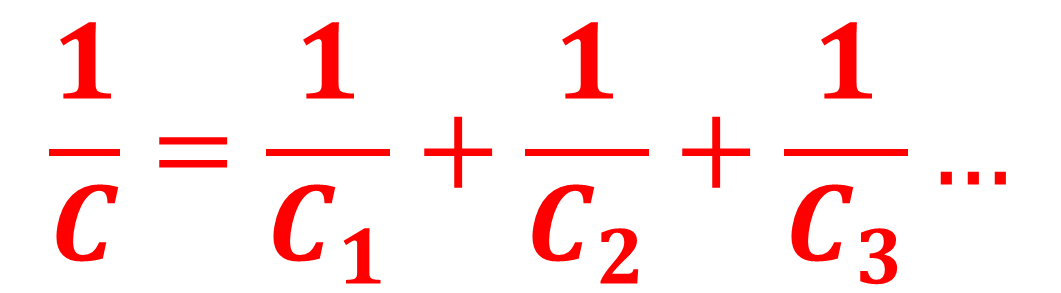 1/C = 1/C₁ + 1/C₂ + 1/C₃ ...